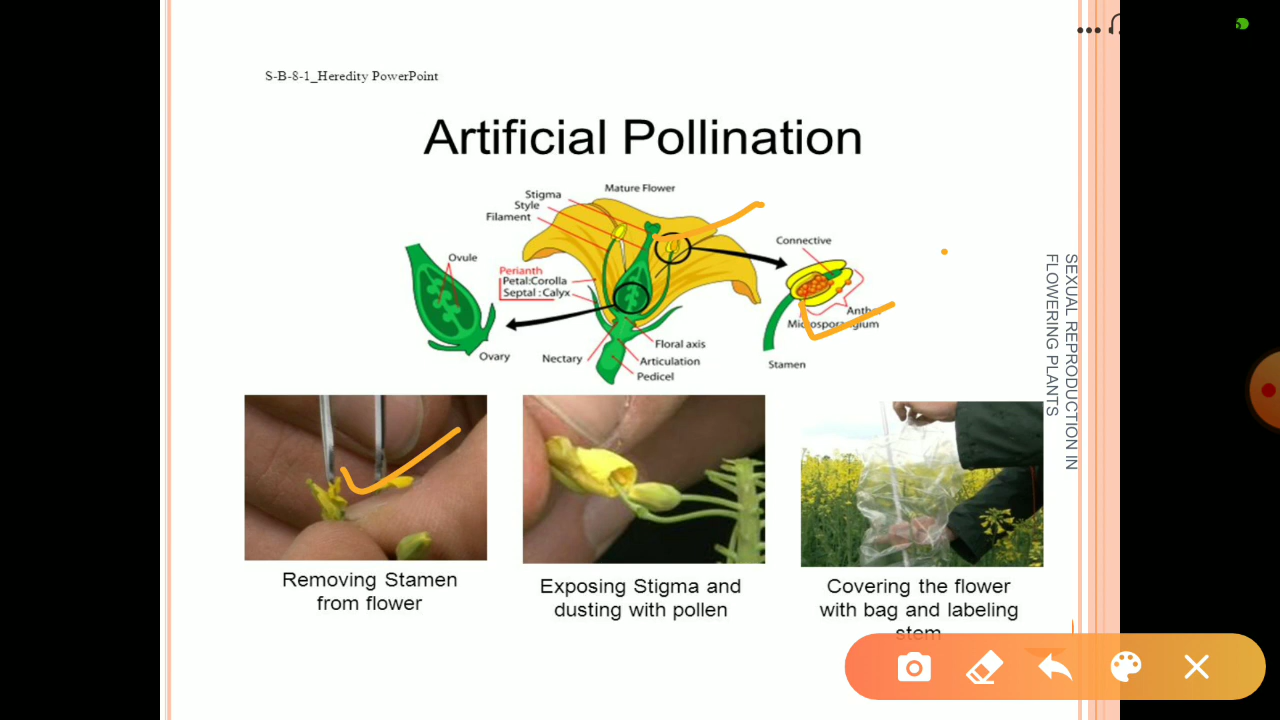 S-B-8-1_Heredity PowerPoint
Artificial Pollination
Mature Flower
Stigma
Style
Filament
Connective
Ovule
Perianth
Petal:Corolla
Septal :Calyx
Microsporangium
Floral axis
Ovary
Nectary
Articulation
Stamen
Pedicel
SEXUAL REPRODUCTION IN
FLOWERING PLANTS
Removing Stamen
from flower
Exposing Stigma and
dusting with pollen
Covering the flower
with bag and labeling
stem